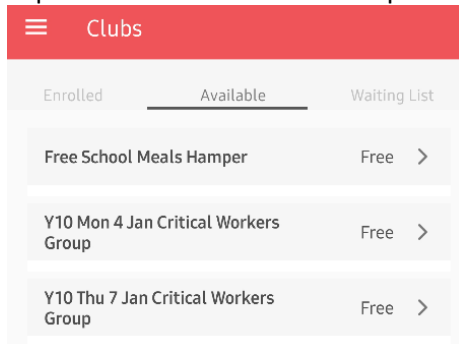 Clubs
Enrolled Available Waiting List
Free School Meals Hamper Free
Y10 Mon 4 Jan Critical Workers
Group Free
Y10 Thu 7 Jan Critical Workers
Group Free